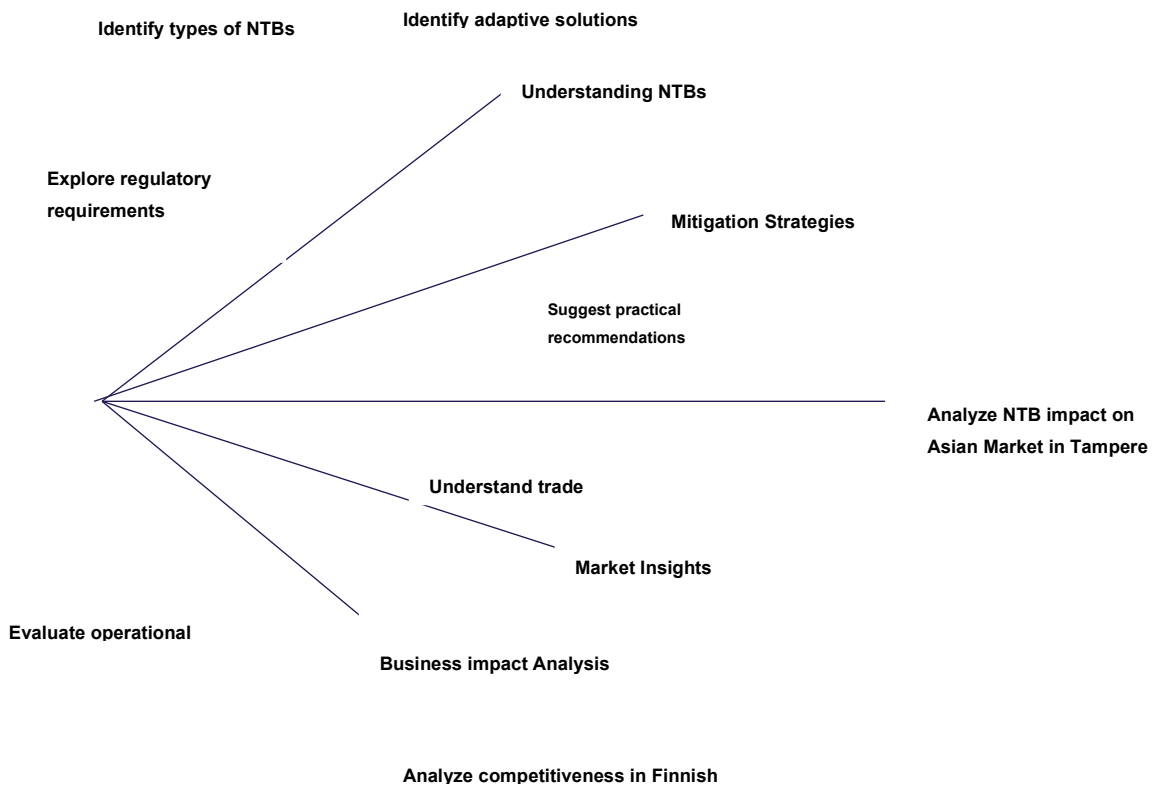 Identify adaptive solutions
Identify types of NTBs
Understanding NTBs
Explore regulatory
requirements
Mitigation Strategies
Suggest practical
recommendations
Analyze NTB impact on
Asian Market in Tampere
Understand trade
Market Insights
Evaluate operational
Business impact Analysis
Analyze competitiveness in Finnish